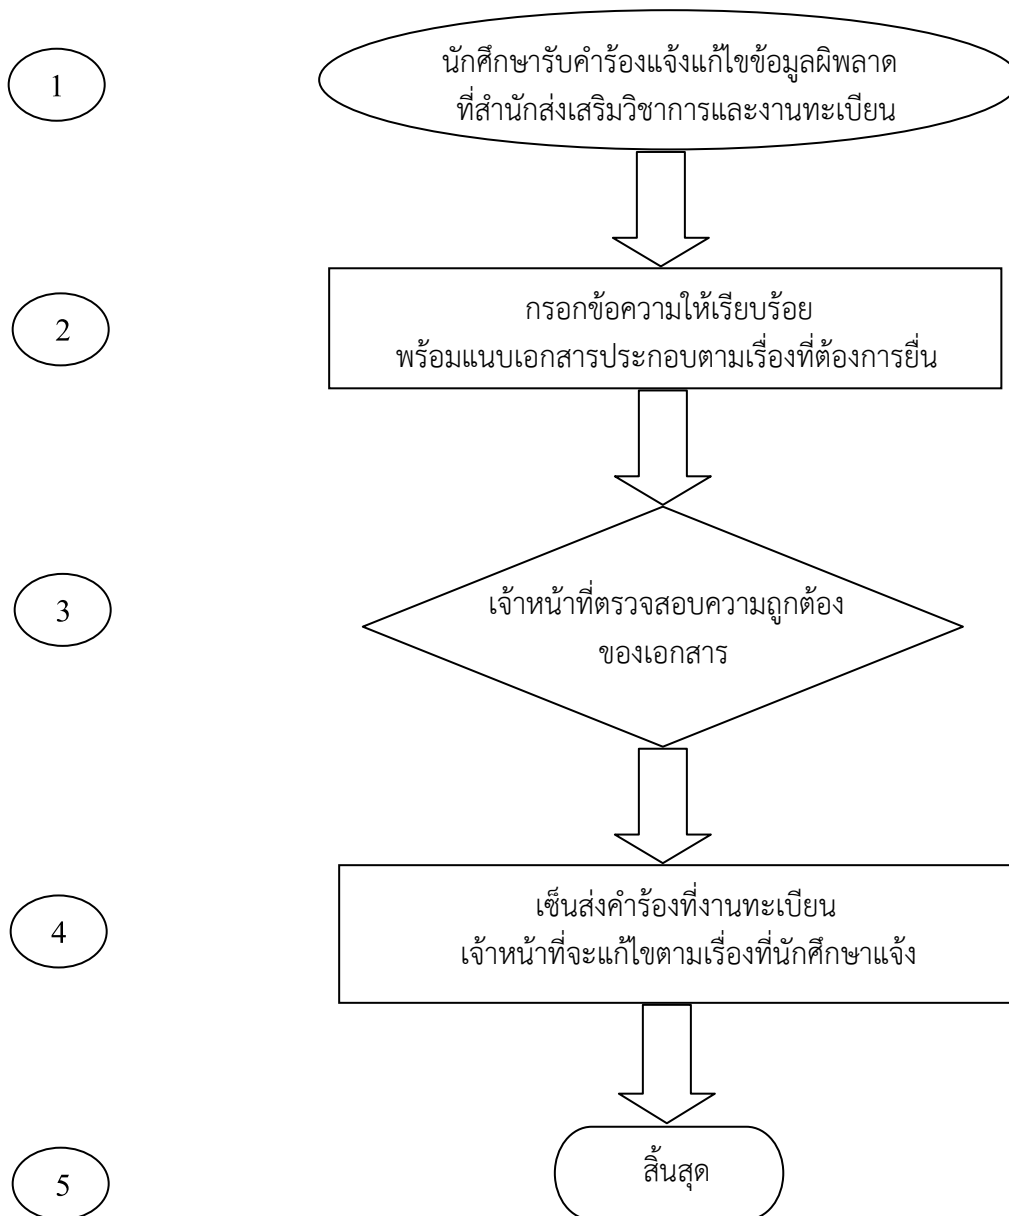 1
นักศึกษารับคำร้องแจ้งแก้ไขข้อมูลผิพลาด
ที่สำนักส่งเสริมวิชาการและงานทะเบียน
2
กรอกข้อความให้เรียบร้อย
พร้อมแนบเอกสารประกอบตามเรื่องที่ต้องการยื่น
3
เจ้าหน้าที่ตรวจสอบความถูกต้อง
ของเอกสาร
4
เซ็นส่งคำร้องที่งานทะเบียน
เจ้าหน้าที่จะแก้ไขตามเรื่องที่นักศึกษาแจ้ง
5
สิ้นสุด